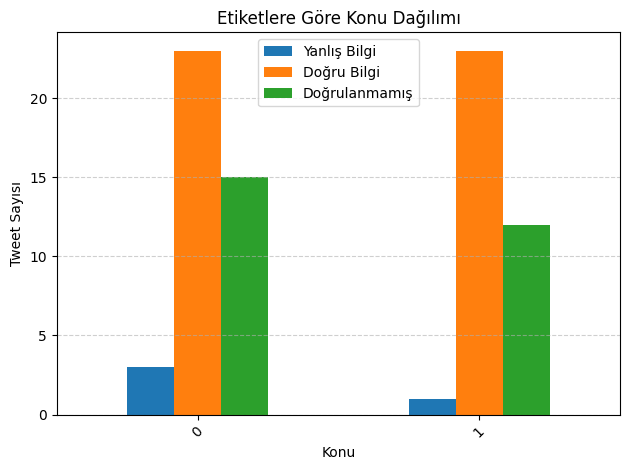 Etiketlere Göre Konu Dağılımı
Yanlış Bilgi
Doğru Bilgi
Doğrulanmamış
Tweet Sayısı
20
15
10
5
0
0
1
Konu